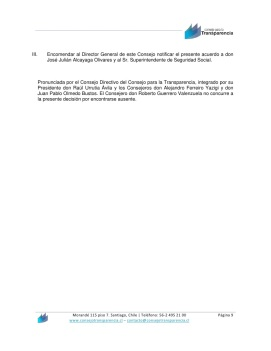 CONSEJO PARA LA
Transparencia
III. Encomendar al Director General de este Consejo notificar el presente acuerdo a don
José Julián Alcayaga Olivares y al Sr. Superintendente de Seguridad Social.
Pronunciada por el Consejo Directivo del Consejo para la Transparencia, integrado por su
Presidente don Raúl Urrutia Ávila y los Consejeros don Alejandro Ferreiro Yazigi y don
Juan Pablo Olmedo Bustos. El Consejero don Roberto Guerrero Valenzuela no concurre a
la presente decisión por encontrarse ausente.
Morandé 115 piso 7. Santiago, Chile | Teléfono: 56-2 495 21 00 Página 9
www.consejotransparencia.cl – contacto@consejotransparencia.cl